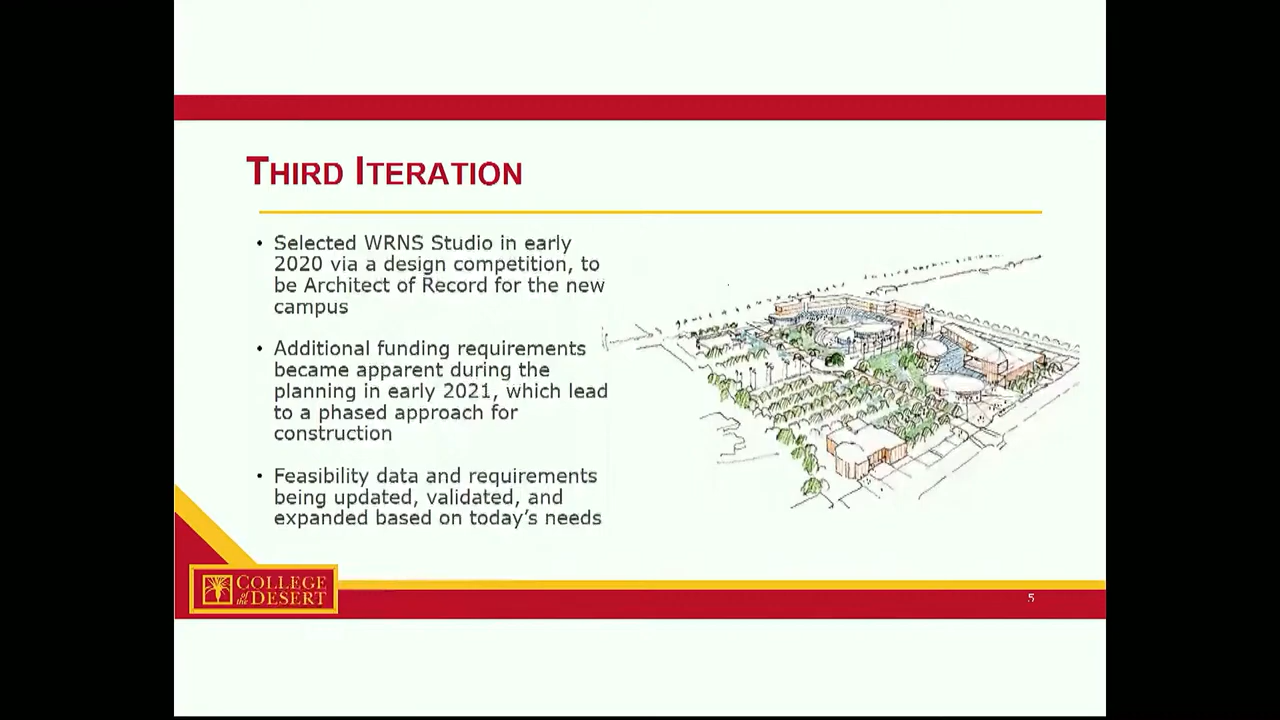 THIRD ITERATION
• Selected WRNS Studio in early
2020 via a design competition, to
be Architect of Record for the new
campus
• Additional funding requirements
became apparent during the
planning in early 2021, which lead
to a phased approach for
construction
• Feasibility data and requirements
being updated, validated, and
expanded based on today’s needs
COLLEGE
of the DESERT
5